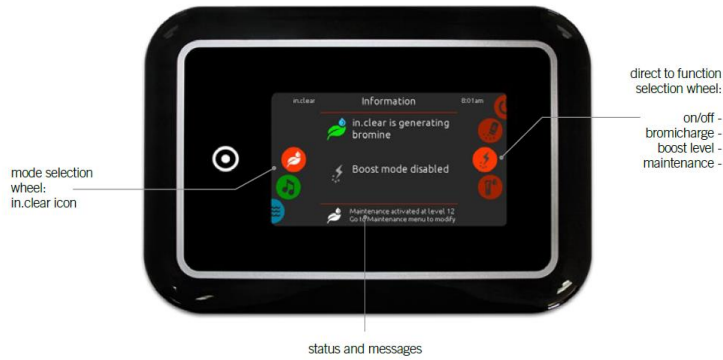 in.clear Information 8:01am
in.clear is generating
bromine
Boost mode disabled
Maintenance activated at level 12
Go to Maintenance menu to modify
mode selection
wheel:
in.clear icon
direct to function
selection wheel:
on/off -
bromicharge -
boost level -
maintenance -
status and messages